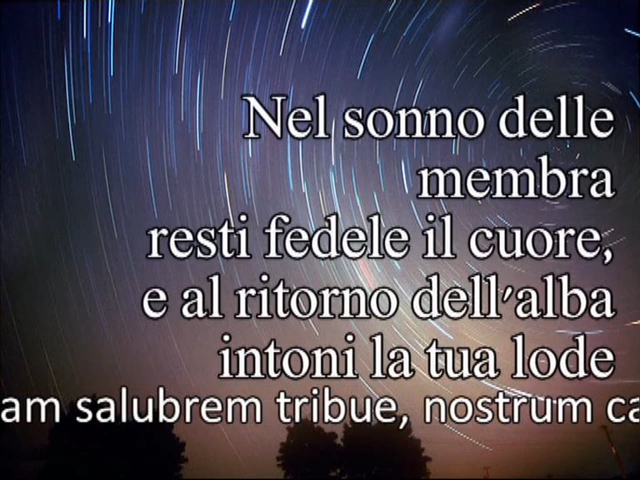 Nel sonno delle
membra
resti fedele il cuore,
e al ritorno dell'alba
intoni la tua lode
am salubrem tribue, nostrum ca